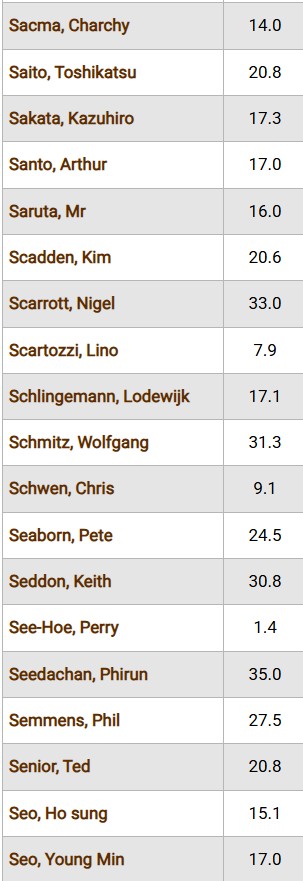 Sacma, Charchy 14.0
Saito, Toshikatsu 20.8
Sakata, Kazuhiro 17.3
Santo, Arthur 17.0
Saruta, Mr 16.0
Scadden, Kim 20.6
Scarrott, Nigel 33.0
Scartozzi, Lino 7.9
Schlingemann, Lodewijk 17.1
Schmitz, Wolfgang 31.3
Schwen, Chris 9.1
Seaborn, Pete 24.5
Seddon, Keith 30.8
See-Hoe, Perry 1.4
Seedachan, Phirun 35.0
Semmens, Phil 27.5
Senior, Ted 20.8
Seo, Ho sung 15.1
Seo, Young Min 17.0